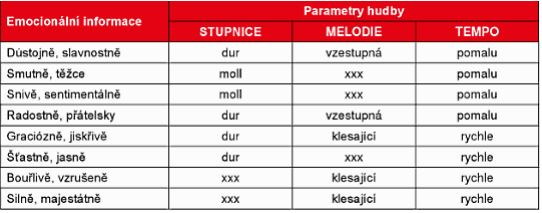 Emocionální informace Parametry hudby
STUPNICE MELODIE TEMPO
Důstojně, slavnostně dur vzestupná pomalu
Smutně, těžce moll xxx pomalu
Snivě, sentimentálně moll xxx pomalu
Radostně, přátelsky dur vzestupná pomalu
Graciózně, jiskřivě dur klesající rychle
Šťastně, jasně dur xxx rychle
Bouřlivě, vzrušeně xxx klesající rychle
Silně, majestátně xxx klesající rychle